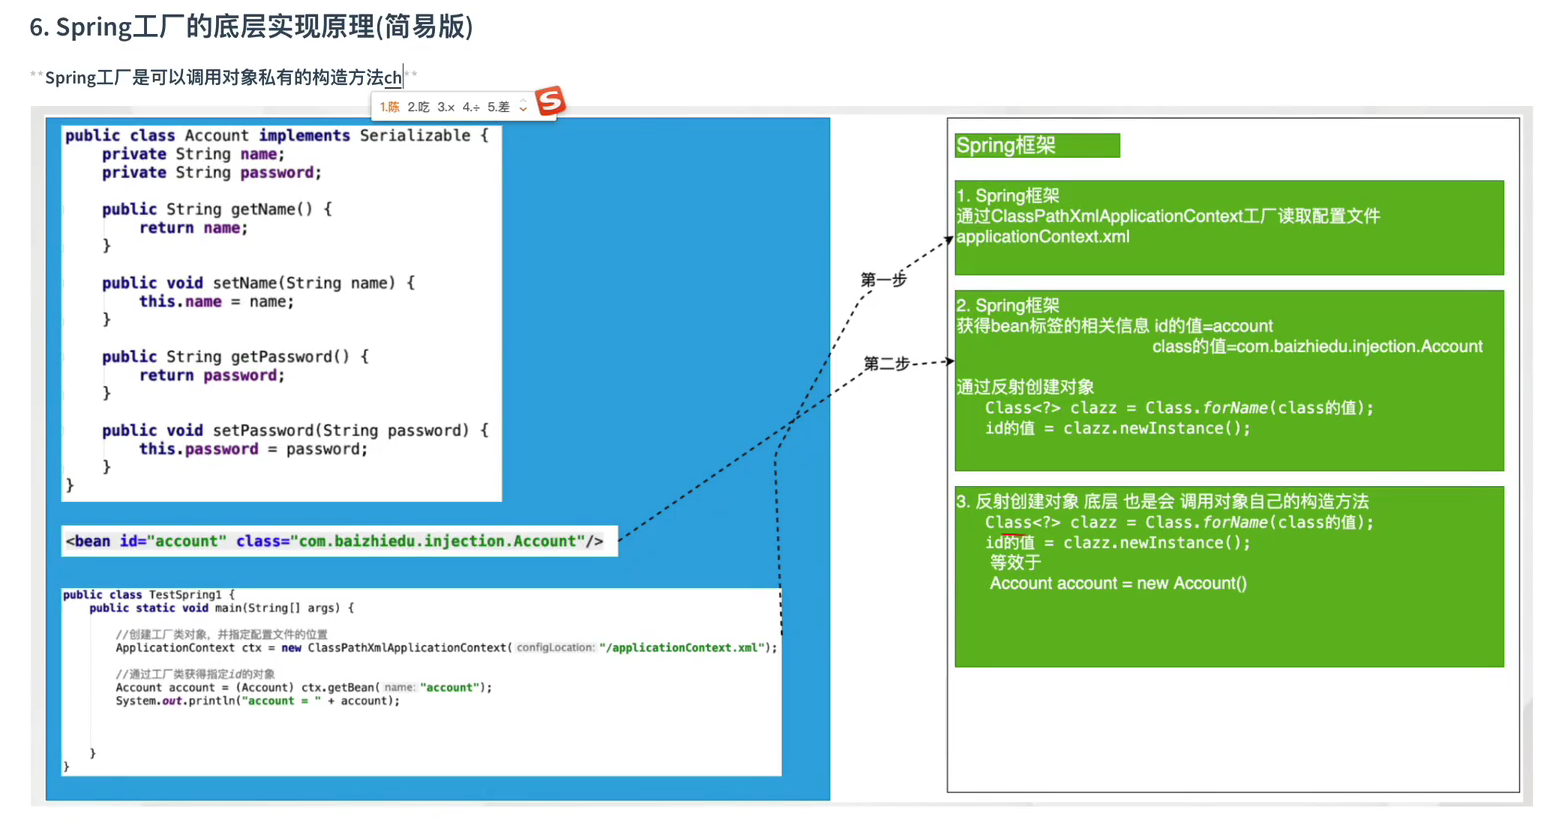 6. Spring工厂的底层实现原理(简易版)
**Spring工厂是可以调用对象私有的构造方法ch**
1.陈 2.吃 3.× 4.÷ 5.差
S
public class Account implements Serializable {
private String name;
private String password;
public String getName() {
return name;
}
public void setName(String name) {
this.name = name;
}
public String getPassword() {
return password;
}
public void setPassword(String password) {
this.password = password;
}
}
<bean id="account" class="com.baizhiedu.injection.Account"/>
public class TestSpring1 {
public static void main(String[] args) {
//创建工厂类对象，并指定配置文件的位置
ApplicationContext ctx = new ClassPathXmlApplicationContext( configLocation: "/applicationContext.xml");
//通过工厂类获得指定id的对象
Account account = (Account) ctx.getBean( name: "account");
System.out.println("account = " + account);
}
}
第一步
第二步
Spring框架
1. Spring框架
通过ClassPathXmlApplicationContext工厂读取配置文件
applicationContext.xml
2. Spring框架
获得bean标签的相关信息 id的值=account
class的值=com.baizhiedu.injection.Account
通过反射创建对象
Class<?> clazz = Class.forName(class的值);
id的值 = clazz.newInstance();
3. 反射创建对象 底层 也是会 调用对象自己的构造方法
Class<?> clazz = Class.forName(class的值);
id的值 = clazz.newInstance();
等效于
Account account = new Account()